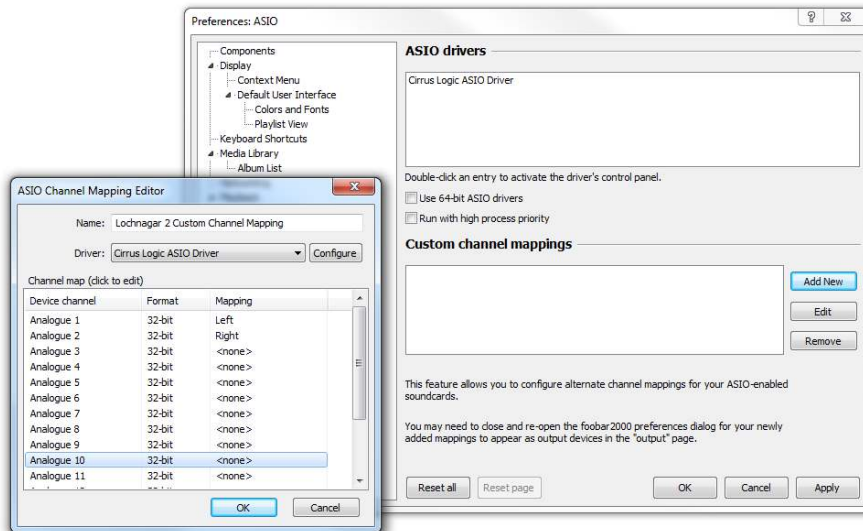 Preferences: ASIO
Components
Display
Context Menu
Default User Interface
Colors and Fonts
Playlist View
Keyboard Shortcuts
Media Library
Album List
ASIO drivers
Cirrus Logic ASIO Driver
Double-click an entry to activate the driver's control panel.
Use 64-bit ASIO drivers
Run with high process priority
Custom channel mappings
Add New
Edit
Remove
This feature allows you to configure alternate channel mappings for your ASIO-enabled
soundcards.
You may need to close and re-open the foobar2000 preferences dialog for your newly
added mappings to appear as output devices in the "output" page.
Reset all Reset page OK Cancel Apply
ASIO Channel Mapping Editor
Name: Lochnagar 2 Custom Channel Mapping
Driver: Cirrus Logic ASIO Driver Configure
Channel map (click to edit)
Device channel Format Mapping
Analogue 1 32-bit Left
Analogue 2 32-bit Right
Analogue 3 32-bit <none>
Analogue 4 32-bit <none>
Analogue 5 32-bit <none>
Analogue 6 32-bit <none>
Analogue 7 32-bit <none>
Analogue 8 32-bit <none>
Analogue 9 32-bit <none>
Analogue 10 32-bit <none>
Analogue 11 32-bit <none>
OK Cancel